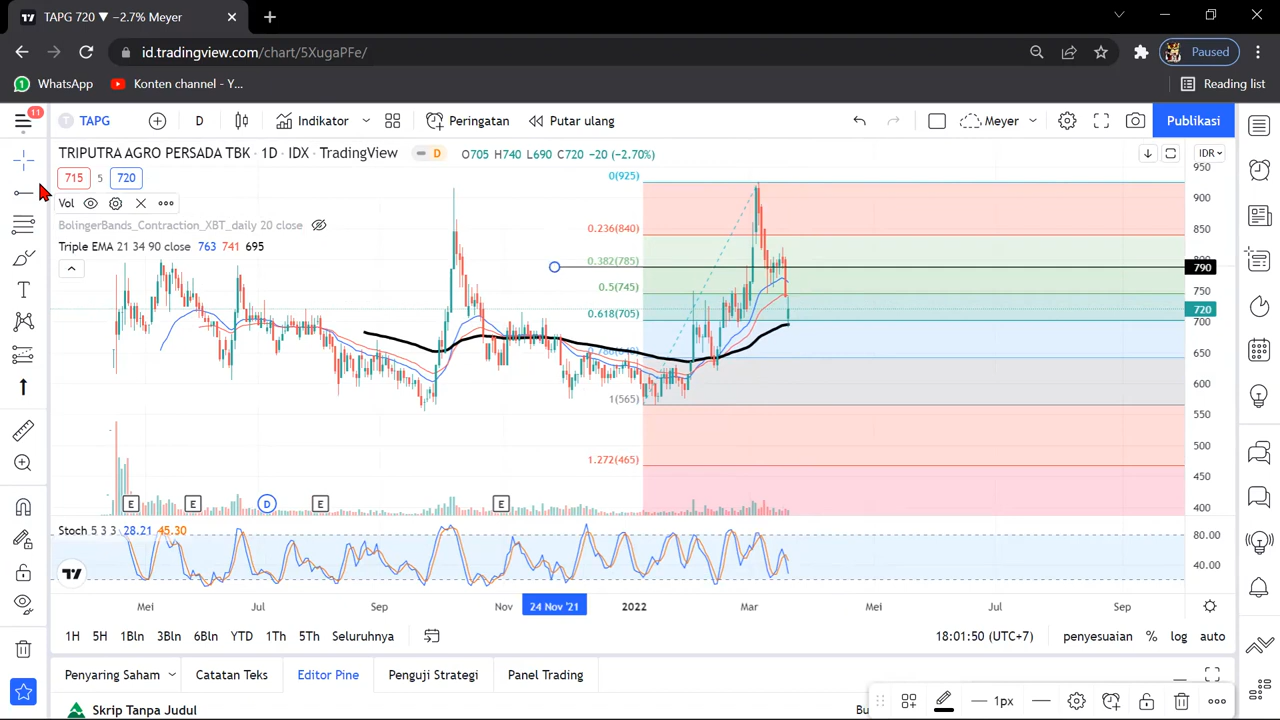 TAPG 720 ▼ −2.7% Meyer
id.tradingview.com/chart/5XugaPFe/
Paused
WhatsApp
Konten channel - Y...
Reading list
11
TAPG
D
Indikator
Peringatan
Putar ulang
Meyer
Publikasi
TRIPUTRA AGRO PERSADA TBK · 1D · IDX · TradingView
D
O705 H740 L690 C720 −20 (−2.70%)
IDR
715
5
720
Vol
BolingerBands_Contraction_XBT_daily 20 close
Triple EMA 21 34 90 close 763 741 695
0(925)
0.236(840)
0.382(785)
0.5(745)
0.618(705)
1(565)
1.272(465)
950
900
850
790
750
720
700
650
600
550
500
450
400
E
E
D
E
E
Stoch 5 3 3 28.21 45.30
80.00
40.00
Mei
Jul
Sep
Nov
24 Nov '21
2022
Mar
Mei
Jul
Sep
1H
5H
1Bln
3Bln
6Bln
YTD
1Th
5Th
Seluruhnya
18:01:50 (UTC+7)
penyesuaian
%
log
auto
Penyaring Saham
Catatan Teks
Editor Pine
Penguji Strategi
Panel Trading
1px
Skrip Tanpa Judul